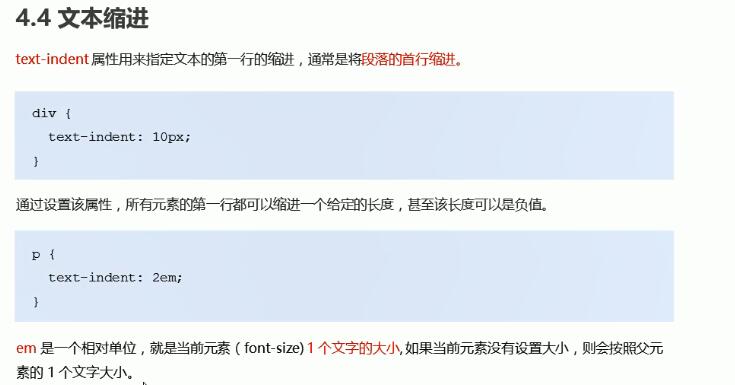 4.4 文本缩进
text-indent 属性用来指定文本的第一行的缩进，通常是将段落的首行缩进。
div {
  text-indent: 10px;
}
通过设置该属性，所有元素的第一行都可以缩进一个给定的长度，甚至该长度可以是负值。
p {
  text-indent: 2em;
}
em 是一个相对单位，就是当前元素（font-size) 1 个文字的大小, 如果当前元素没有设置大小，则会按照父元
素的 1 个文字大小。